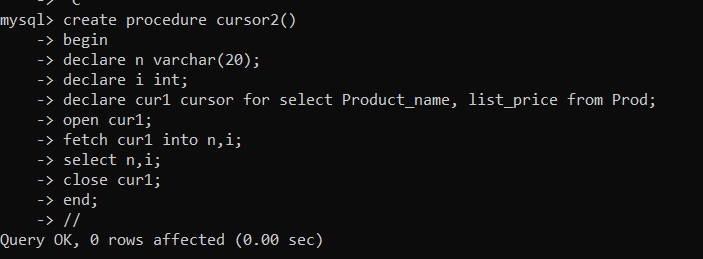 -> ^C
mysql> create procedure cursor2()
-> begin
-> declare n varchar(20);
-> declare i int;
-> declare cur1 cursor for select Product_name, list_price from Prod;
-> open cur1;
-> fetch cur1 into n,i;
-> select n,i;
-> close cur1;
-> end;
-> //
Query OK, 0 rows affected (0.00 sec)